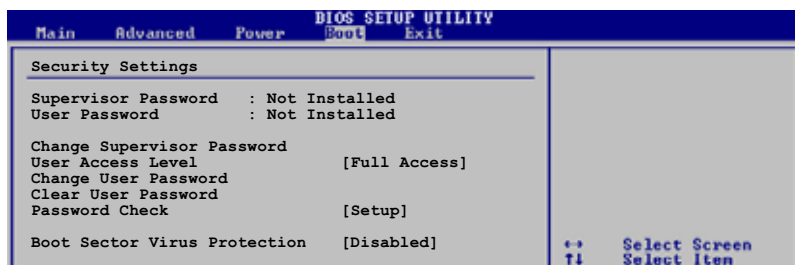 BIOS SETUP UTILITY
Main Advanced Power Boot Exit
Security Settings
Supervisor Password : Not Installed
User Password : Not Installed
Change Supervisor Password
User Access Level [Full Access]
Change User Password
Clear User Password
Password Check [Setup]
Boot Sector Virus Protection [Disabled]
↔ Select Screen
↑↓ Select Item